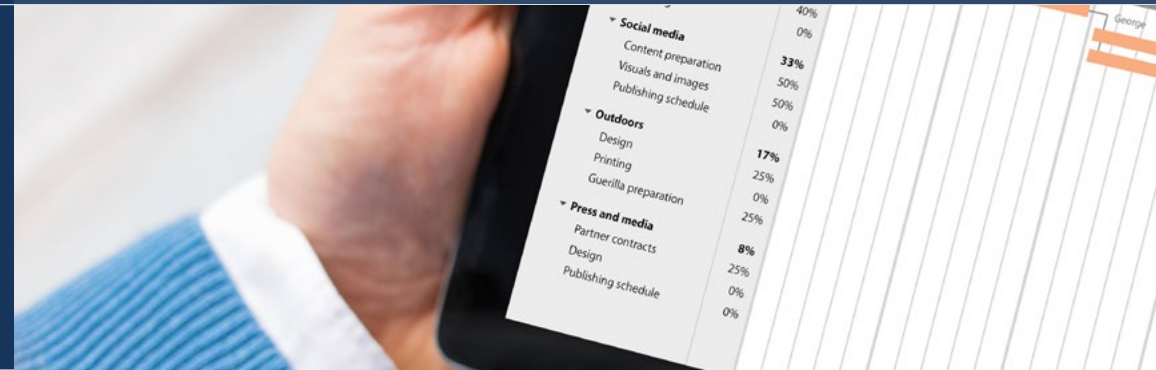 40%
0%
George
Social media 33%
Content preparation 50%
Visuals and images 50%
Publishing schedule 0%
Outdoors 17%
Design 25%
Printing 0%
Guerilla preparation 25%
Press and media 8%
Partner contracts 25%
Design 0%
Publishing schedule 0%